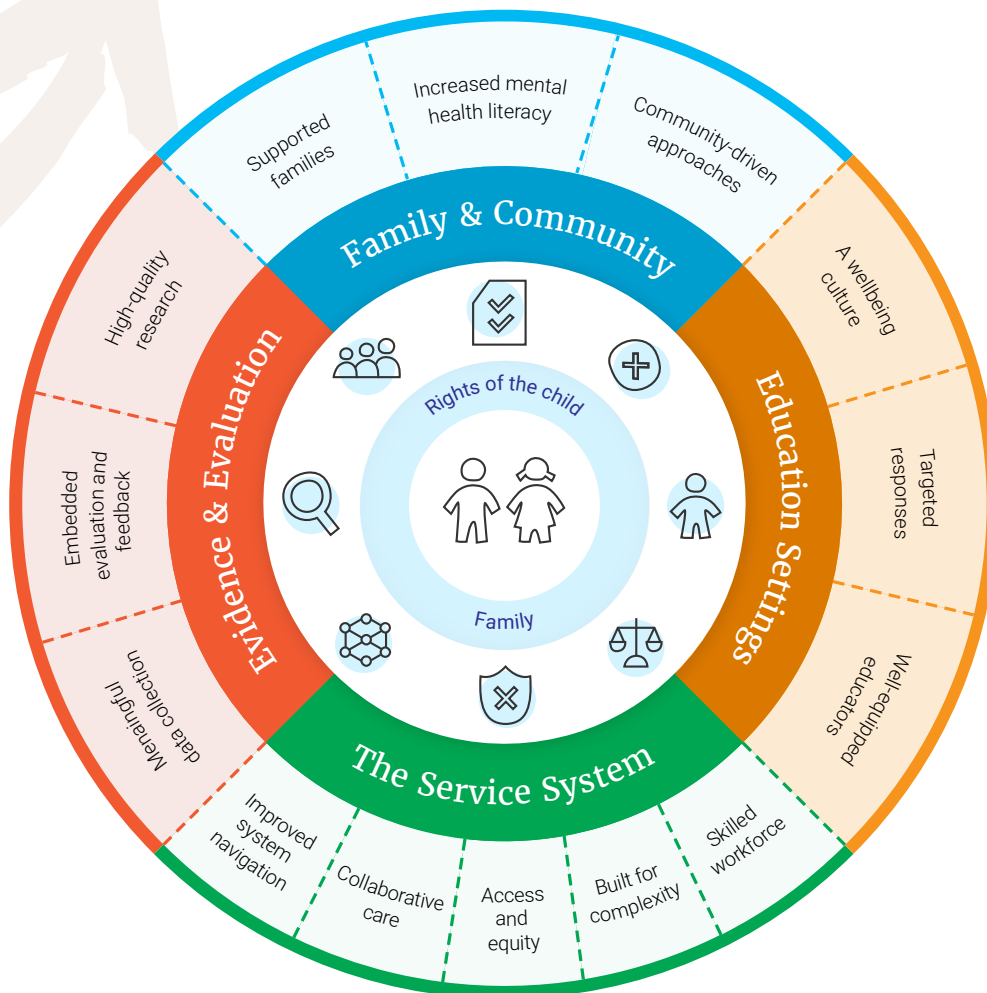 Supported
families
Increased mental
health literacy
Community-driven
approaches
Family & Community
A wellbeing
culture
Targeted
responses
Well-equipped
educators
Education Settings
Skilled
workforce
Built for
complexity
Access
and
equity
Collaborative
care
Improved
system
navigation
The Service System
Menaingful
data collection
Embedded
evaluation and
feedback
High-quality
research
Evidence & Evaluation
Rights of the child
Family